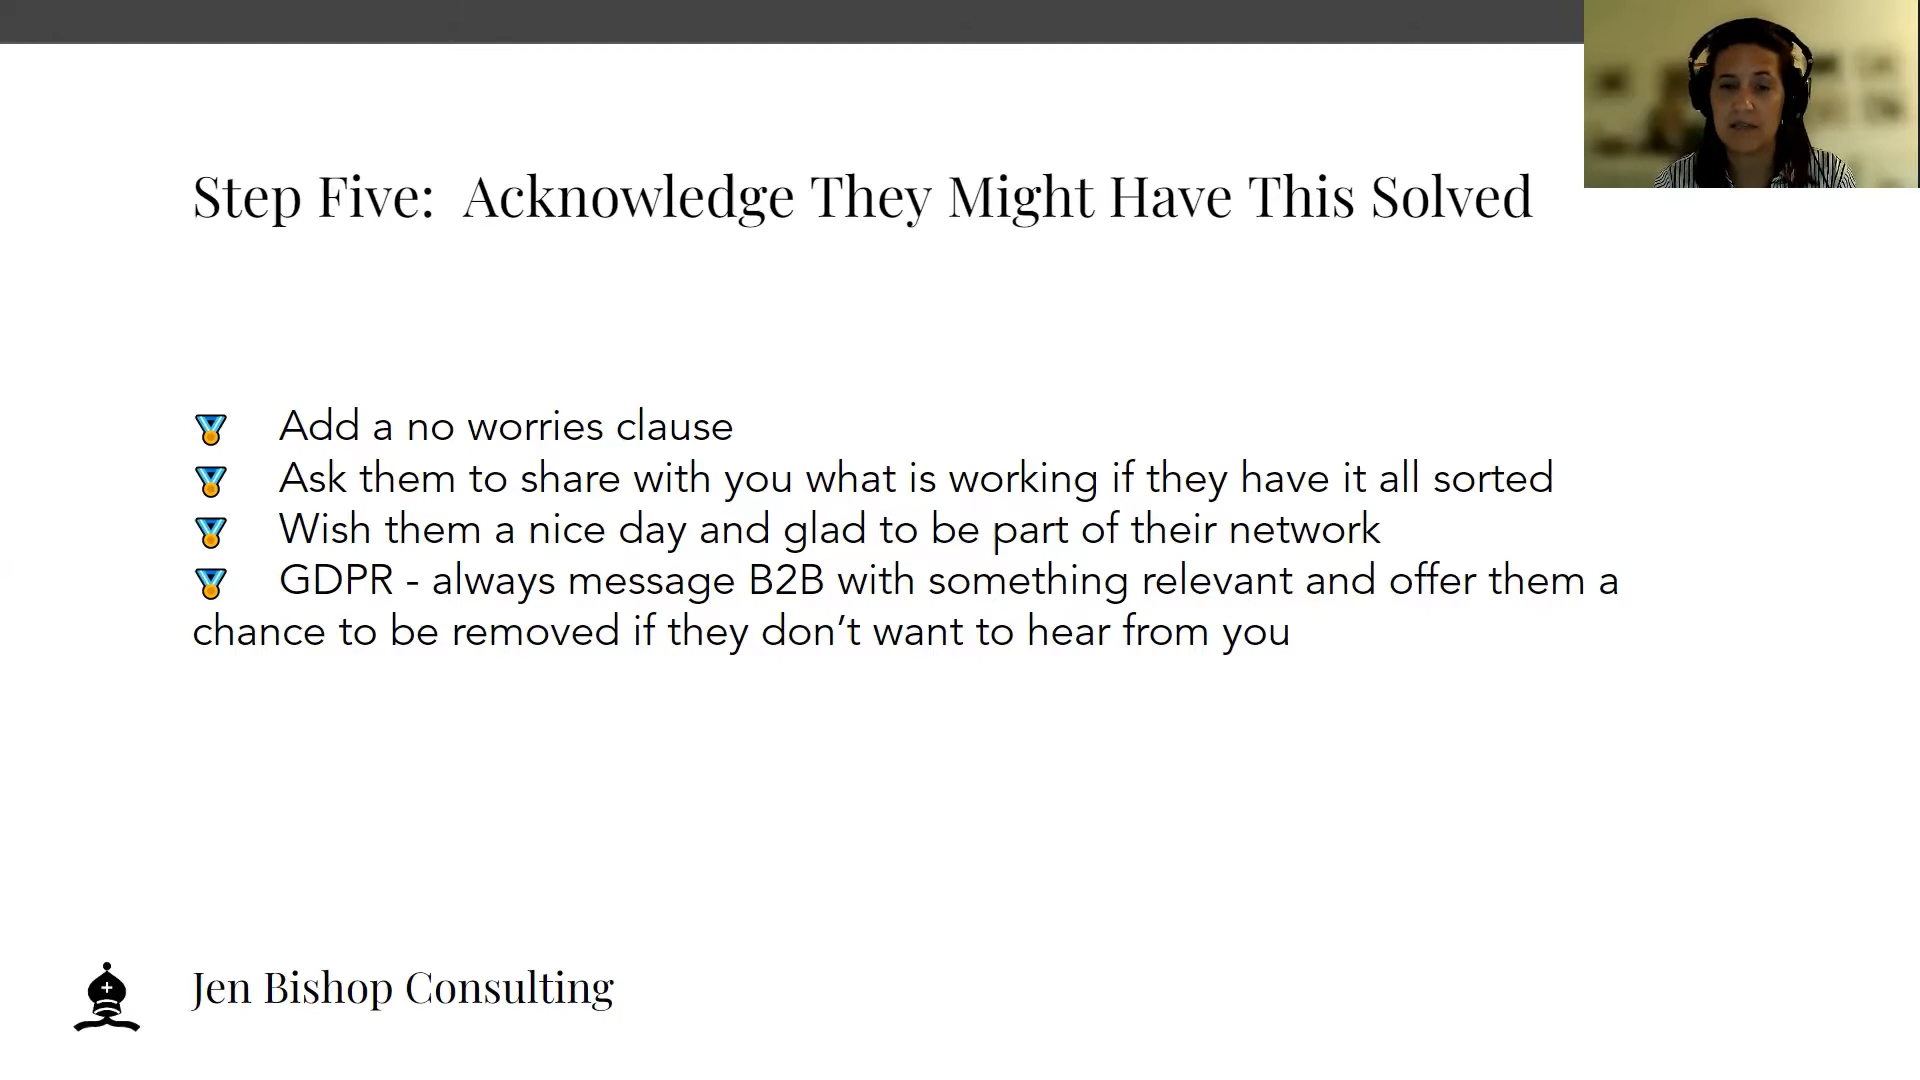 Step Five:  Acknowledge They Might Have This Solved
Add a no worries clause
Ask them to share with you what is working if they have it all sorted
Wish them a nice day and glad to be part of their network
GDPR - always message B2B with something relevant and offer them a
chance to be removed if they don’t want to hear from you
Jen Bishop Consulting